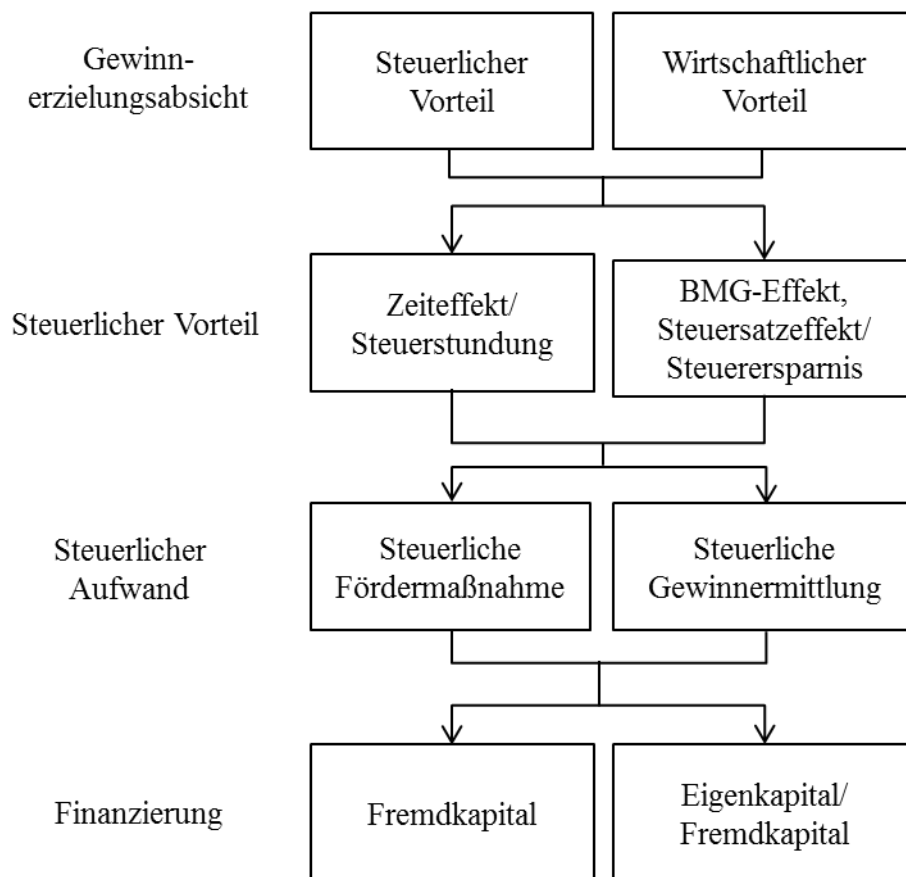 Gewinn-
erzielungsabsicht
Steuerlicher
Vorteil
Wirtschaftlicher
Vorteil
Steuerlicher Vorteil
Zeiteffekt/
Steuerstundung
BMG-Effekt,
Steuersatzeffekt/
Steuerersparnis
Steuerlicher
Aufwand
Steuerliche
Fördermaßnahme
Steuerliche
Gewinnermittlung
Finanzierung
Fremdkapital
Eigenkapital/
Fremdkapital